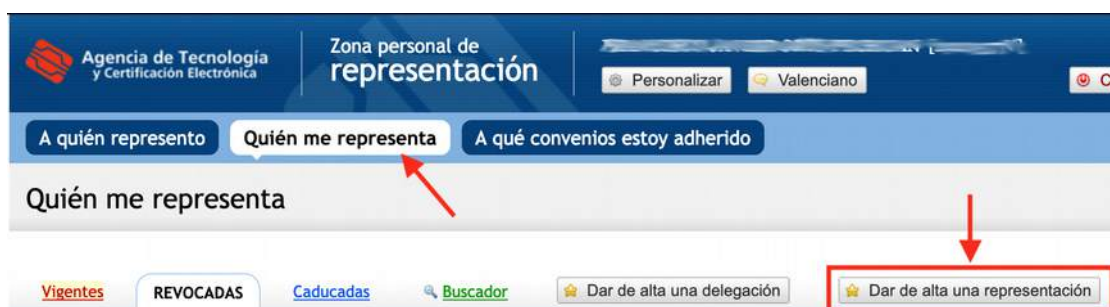 Agencia de Tecnología
y Certificación Electrónica
Zona personal de
representación
Personalizar
Valenciano
A quién represento
Quién me representa
A qué convenios estoy adherido
Quién me representa
Vigentes
REVOCADAS
Caducadas
Buscador
Dar de alta una delegación
Dar de alta una representación